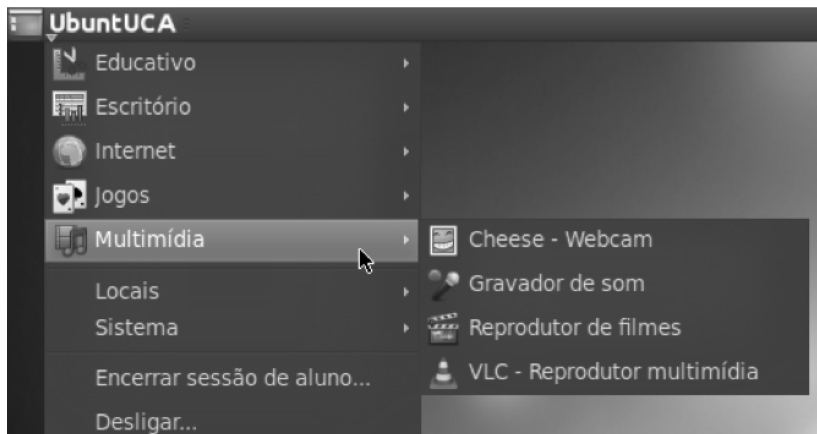 UbuntUCA
Educativo
Escritório
Internet
Jogos
Multimídia
Cheese - Webcam
Gravador de som
Locais
Reprodutor de filmes
Sistema
VLC - Reprodutor multimídia
Encerrar sessão de aluno...
Desligar...